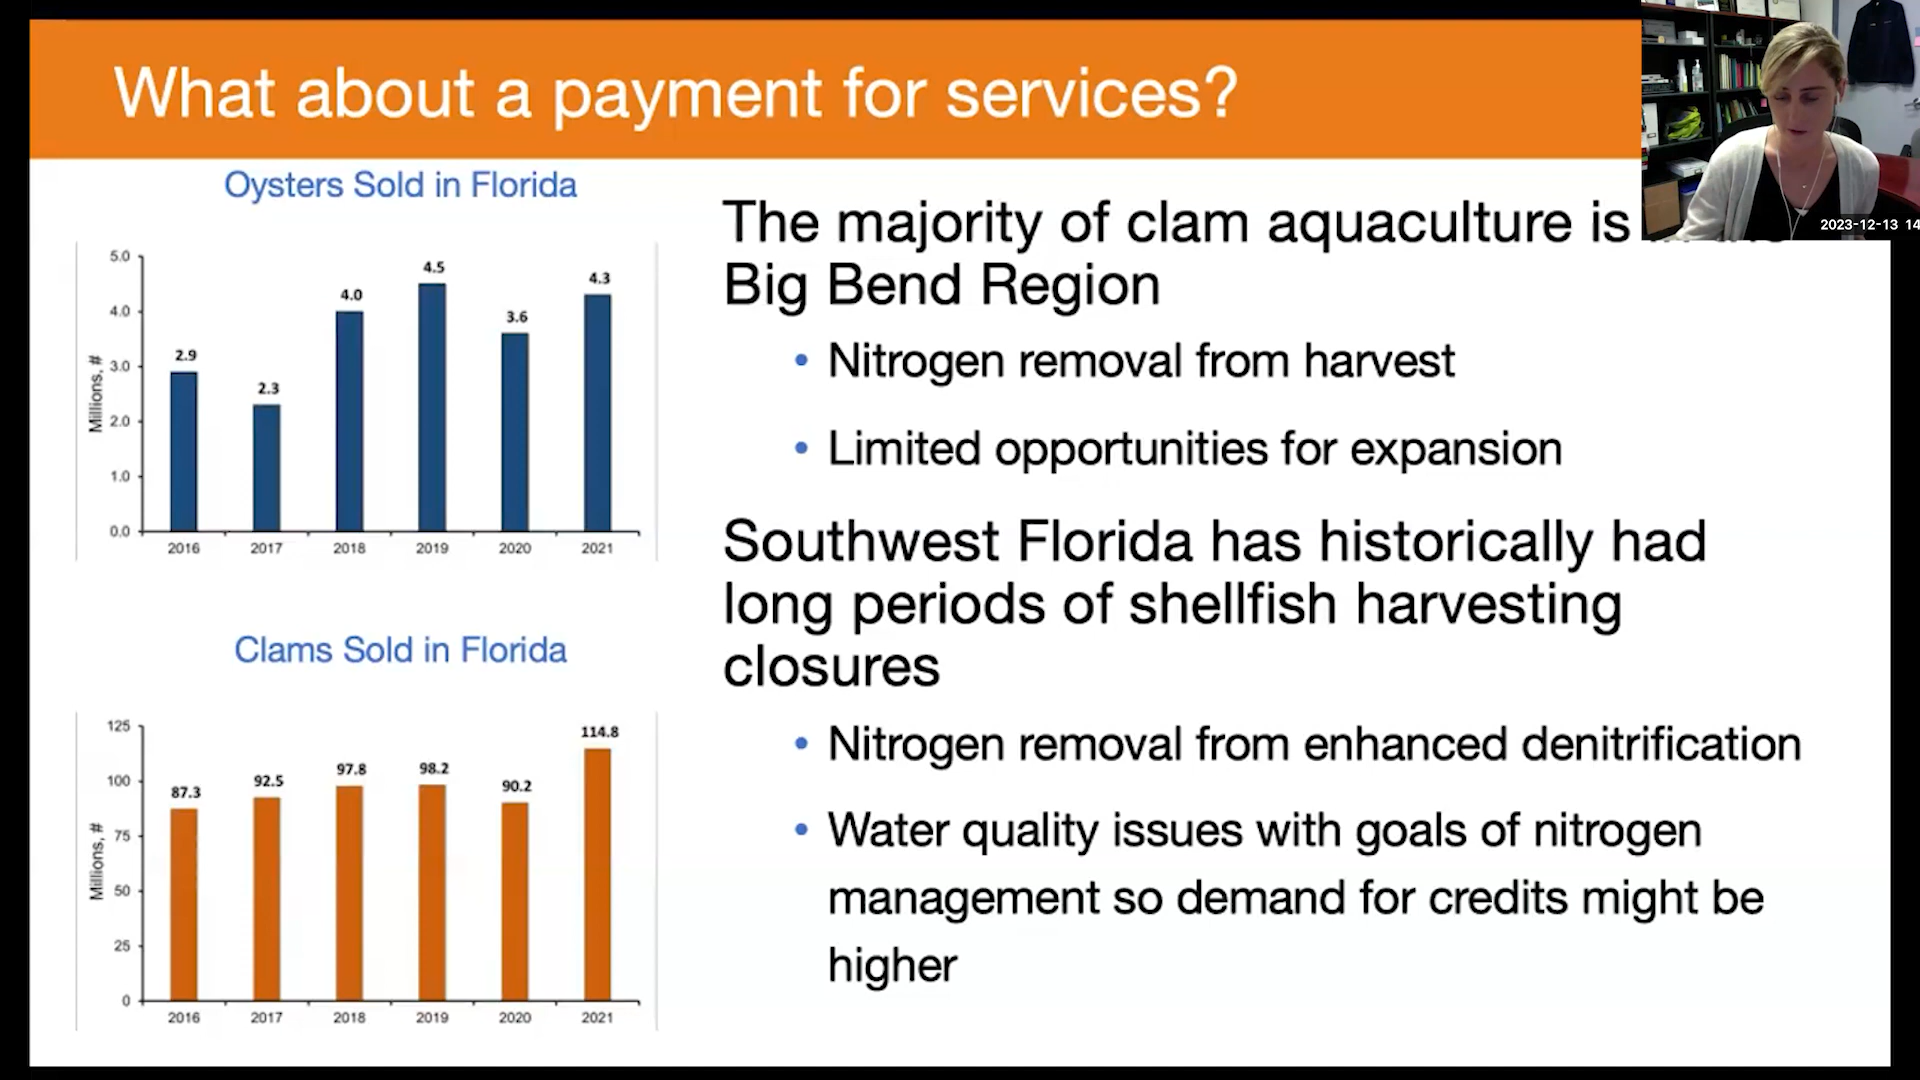 What about a payment for services?
2023-12-13 14
Oysters Sold in Florida
Millions, #
5.0
4.0
3.0
2.0
1.0
0.0
2.9
2.3
4.0
4.5
3.6
4.3
2016 2017 2018 2019 2020 2021
Clams Sold in Florida
Millions, #
125
100
75
50
25
0
87.3
92.5
97.8
98.2
90.2
114.8
2016 2017 2018 2019 2020 2021
The majority of clam aquaculture is
Big Bend Region
• Nitrogen removal from harvest
• Limited opportunities for expansion
Southwest Florida has historically had
long periods of shellfish harvesting
closures
• Nitrogen removal from enhanced denitrification
• Water quality issues with goals of nitrogen
management so demand for credits might be
higher